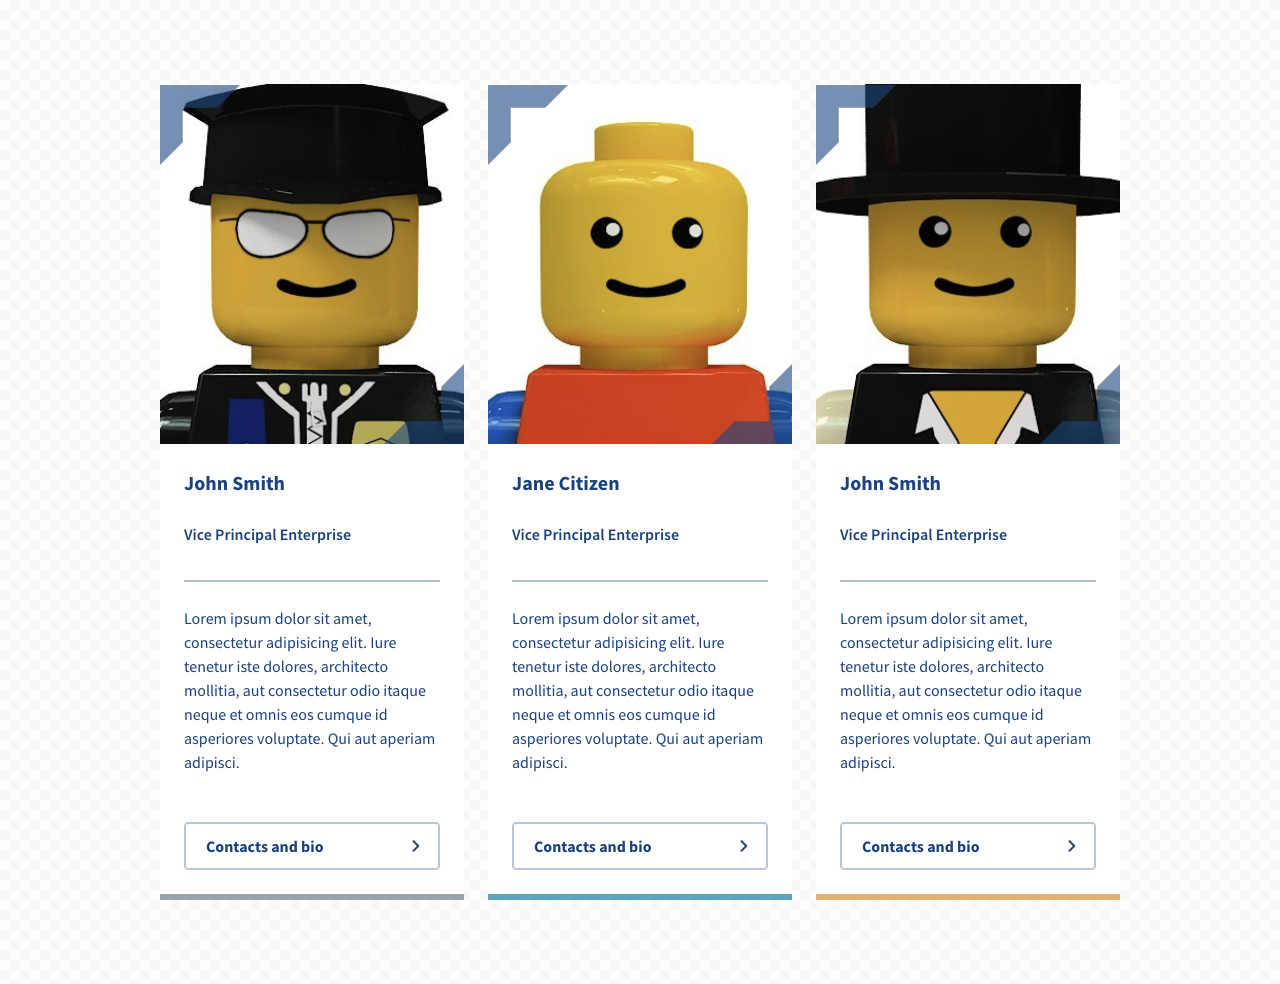 John Smith
Vice Principal Enterprise
Lorem ipsum dolor sit amet,
consectetur adipisicing elit. Iure
tenetur iste dolores, architecto
mollitia, aut consectetur odio itaque
neque et omnis eos cumque id
asperiores voluptate. Qui aut aperiam
adipisci.
Contacts and bio
Jane Citizen
Vice Principal Enterprise
Lorem ipsum dolor sit amet,
consectetur adipisicing elit. Iure
tenetur iste dolores, architecto
mollitia, aut consectetur odio itaque
neque et omnis eos cumque id
asperiores voluptate. Qui aut aperiam
adipisci.
Contacts and bio
John Smith
Vice Principal Enterprise
Lorem ipsum dolor sit amet,
consectetur adipisicing elit. Iure
tenetur iste dolores, architecto
mollitia, aut consectetur odio itaque
neque et omnis eos cumque id
asperiores voluptate. Qui aut aperiam
adipisci.
Contacts and bio